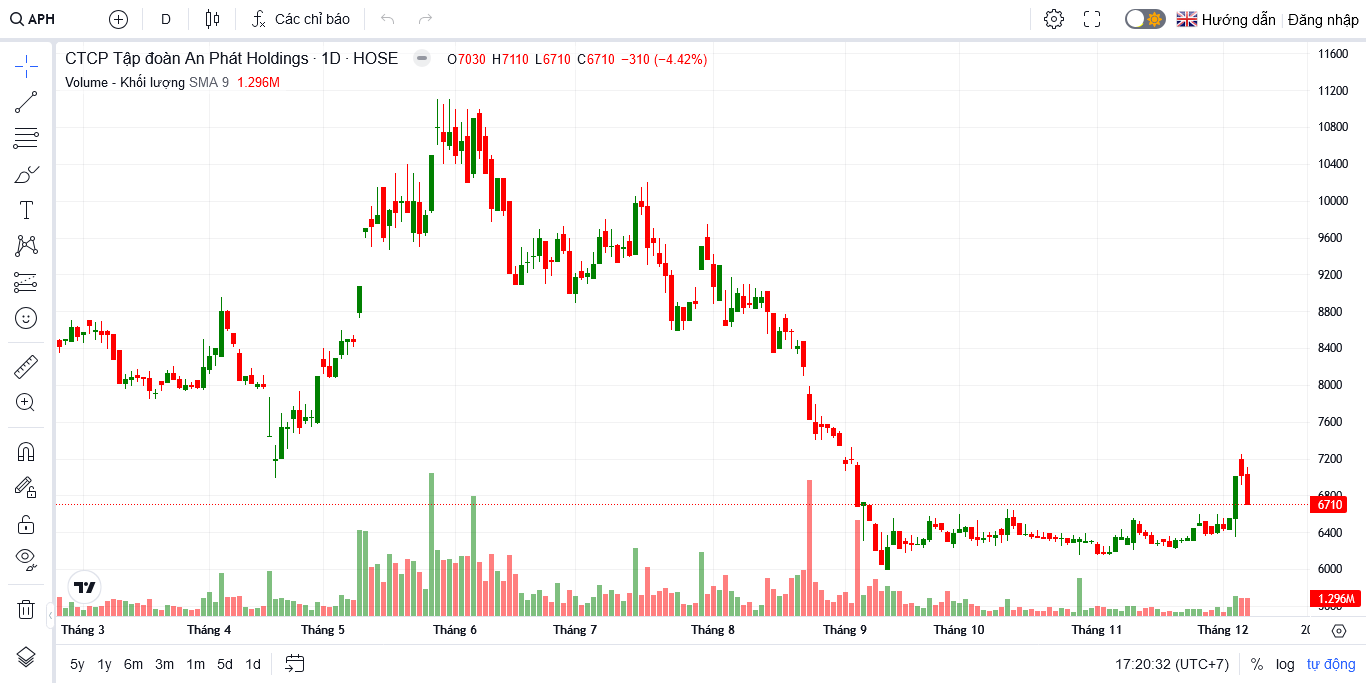 APH D Các chỉ báo Hướng dẫn Đăng nhập
CTCP Tập đoàn An Phát Holdings · 1D · HOSE O7030 H7110 L6710 C6710 −310 (−4.42%)
Volume - Khối lượng SMA 9 1.296M
11600
11200
10800
10400
10000
9600
9200
8800
8400
8000
7600
7200
6800
6710
6400
6000
1.296M
Tháng 3 Tháng 4 Tháng 5 Tháng 6 Tháng 7 Tháng 8 Tháng 9 Tháng 10 Tháng 11 Tháng 12
5y 1y 6m 3m 1m 5d 1d 17:20:32 (UTC+7) % log tự động